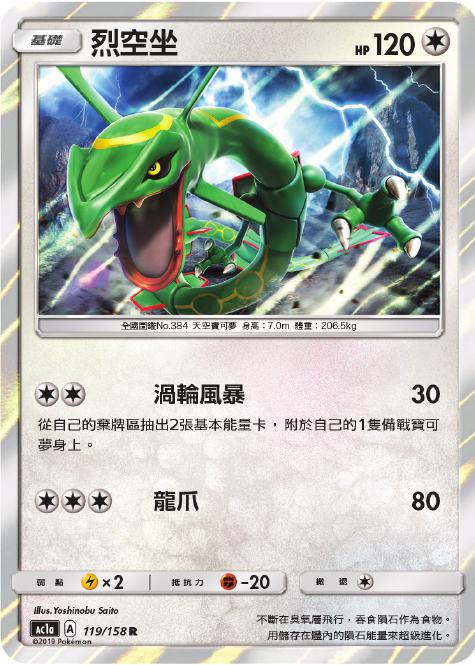 基礎 烈空坐 HP 120
全國圖鑑No.384 天空寶可夢 身高：7.0m 體重：206.5kg
渦輪風暴 30
從自己的棄牌區抽出2張基本能量卡，附於自己的1隻備戰寶可
夢身上。
龍爪 80
弱點 ×2 抵抗力 -20 撤退
Illus.Yoshinobu Saito
AC1a A 119/158 R
©2019 Pokémon
不斷在臭氧層飛行，吞食隕石作為食物。
用儲存在體內的隕石能量來超級進化。